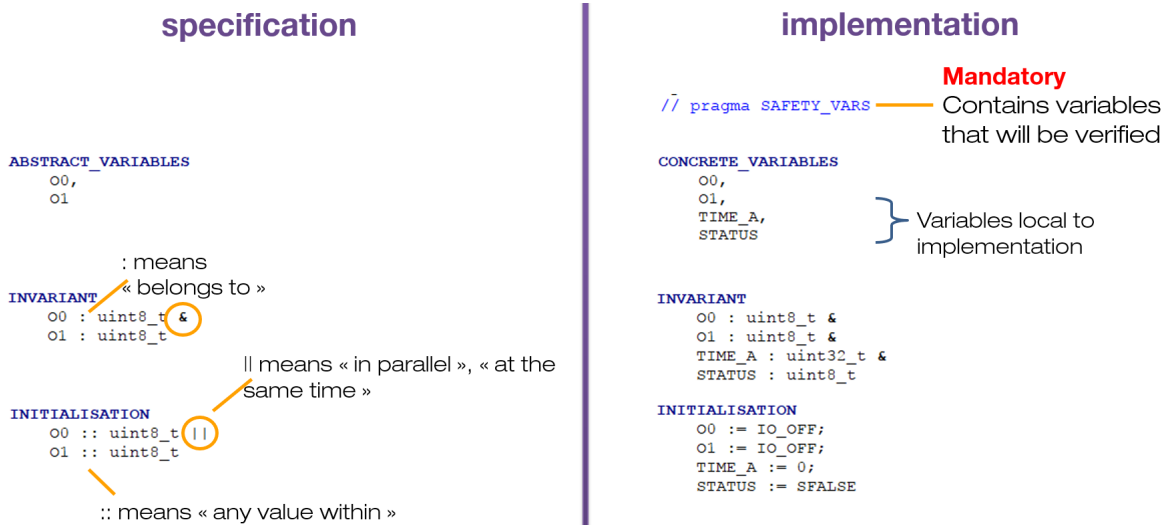 specification
ABSTRACT_VARIABLES
O0,
O1
: means
« belongs to »
INVARIANT
O0 : uint8_t &
O1 : uint8_t
|| means « in parallel », « at the
same time »
INITIALISATION
O0 :: uint8_t ||
O1 :: uint8_t
:: means « any value within »
implementation
Mandatory
// pragma SAFETY_VARS
Contains variables
that will be verified
CONCRETE_VARIABLES
O0,
O1,
TIME_A,
STATUS
Variables local to
implementation
INVARIANT
O0 : uint8_t &
O1 : uint8_t &
TIME_A : uint32_t &
STATUS : uint8_t
INITIALISATION
O0 := IO_OFF;
O1 := IO_OFF;
TIME_A := 0;
STATUS := SFALSE